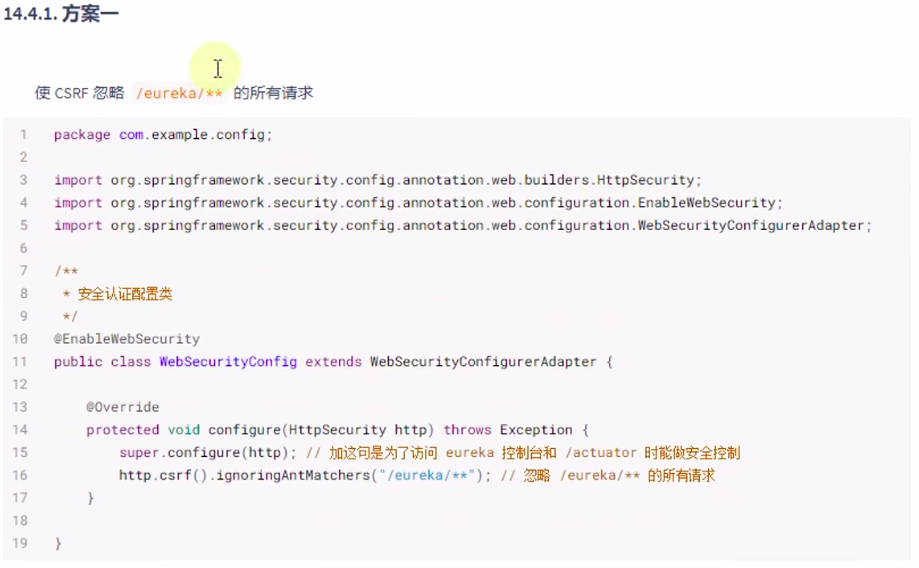 14.4.1. 方案一
使 CSRF 忽略 /eureka/** 的所有请求
1 package com.example.config;
2
3 import org.springframework.security.config.annotation.web.builders.HttpSecurity;
4 import org.springframework.security.config.annotation.web.configuration.EnableWebSecurity;
5 import org.springframework.security.config.annotation.web.configuration.WebSecurityConfigurerAdapter;
6
7 /**
8  * 安全认证配置类
9  */
10 @EnableWebSecurity
11 public class WebSecurityConfig extends WebSecurityConfigurerAdapter {
12
13     @Override
14     protected void configure(HttpSecurity http) throws Exception {
15         super.configure(http); // 加这句是为了访问 eureka 控制台和 /actuator 时能做安全控制
16         http.csrf().ignoringAntMatchers("/eureka/**"); // 忽略 /eureka/** 的所有请求
17     }
18
19 }